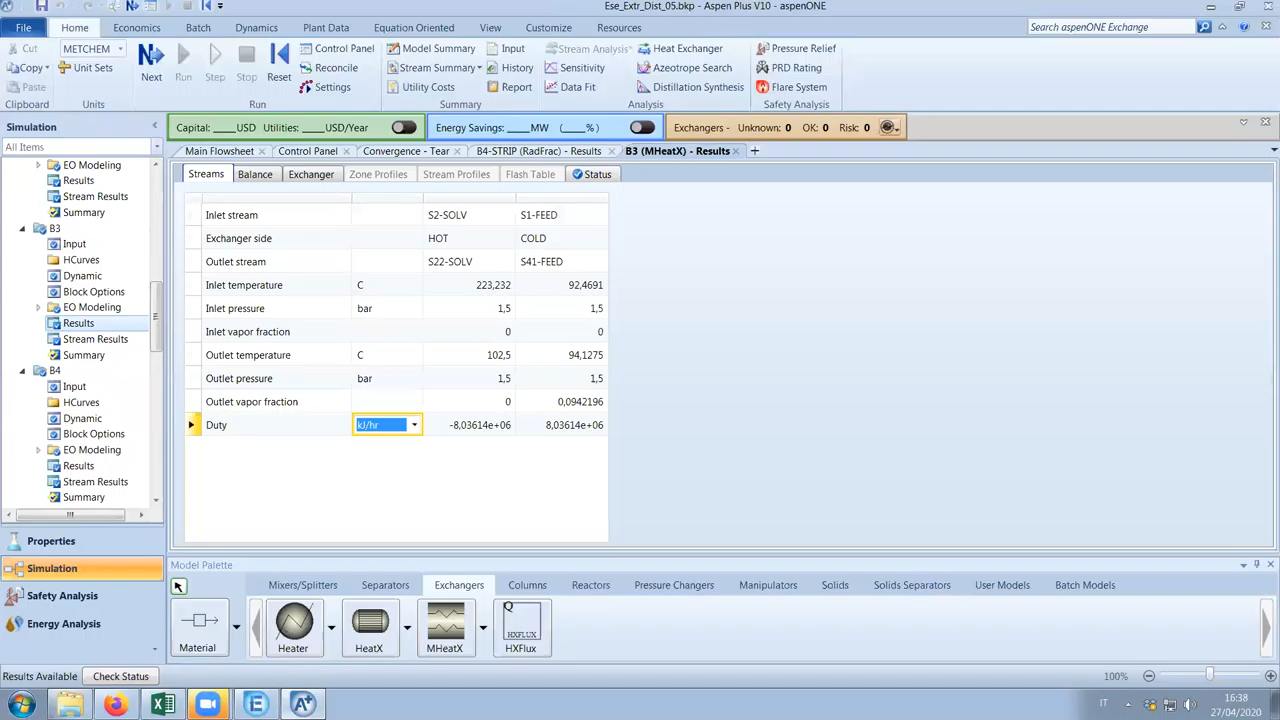 Ese_Extr_Dist_05.bkp - Aspen Plus V10 - aspenONE
File Home Economics Batch Dynamics Plant Data Equation Oriented View Customize Resources Search aspenONE Exchange
Cut METCHEM Next Run Step Stop Reset Control Panel Model Summary Input Stream Analysis Heat Exchanger Pressure Relief
Copy Unit Sets Reconcile Stream Summary History Sensitivity Azeotrope Search PRD Rating
Paste Settings Utility Costs Report Data Fit Distillation Synthesis Flare System
Clipboard Units Run Summary Analysis Safety Analysis
Simulation Capital: ____USD Utilities: ____USD/Year Energy Savings: ____MW (____%) Exchangers - Unknown: 0 OK: 0 Risk: 0
All Items Main Flowsheet Control Panel Convergence - Tear B4-STRIP (RadFrac) - Results B3 (MHeatX) - Results
EO Modeling
Results
Stream Results
Summary
B3
Input
HCurves
Dynamic
Block Options
EO Modeling
Results
Stream Results
Summary
B4
Input
HCurves
Dynamic
Block Options
EO Modeling
Results
Stream Results
Summary
Properties
Simulation
Safety Analysis
Energy Analysis
Streams Balance Exchanger Zone Profiles Stream Profiles Flash Table Status
Inlet stream S2-SOLV S1-FEED
Exchanger side HOT COLD
Outlet stream S22-SOLV S41-FEED
Inlet temperature C 223,232 92,4691
Inlet pressure bar 1,5 1,5
Inlet vapor fraction 0 0
Outlet temperature C 102,5 94,1275
Outlet pressure bar 1,5 1,5
Outlet vapor fraction 0 0,0942196
Duty kJ/hr -8,03614e+06 8,03614e+06
Model Palette
Mixers/Splitters Separators Exchangers Columns Reactors Pressure Changers Manipulators Solids Solids Separators User Models Batch Models
Q
HXFLUX
Material Heater HeatX MHeatX HXFlux
Results Available Check Status 100%
IT 16:38
27/04/2020